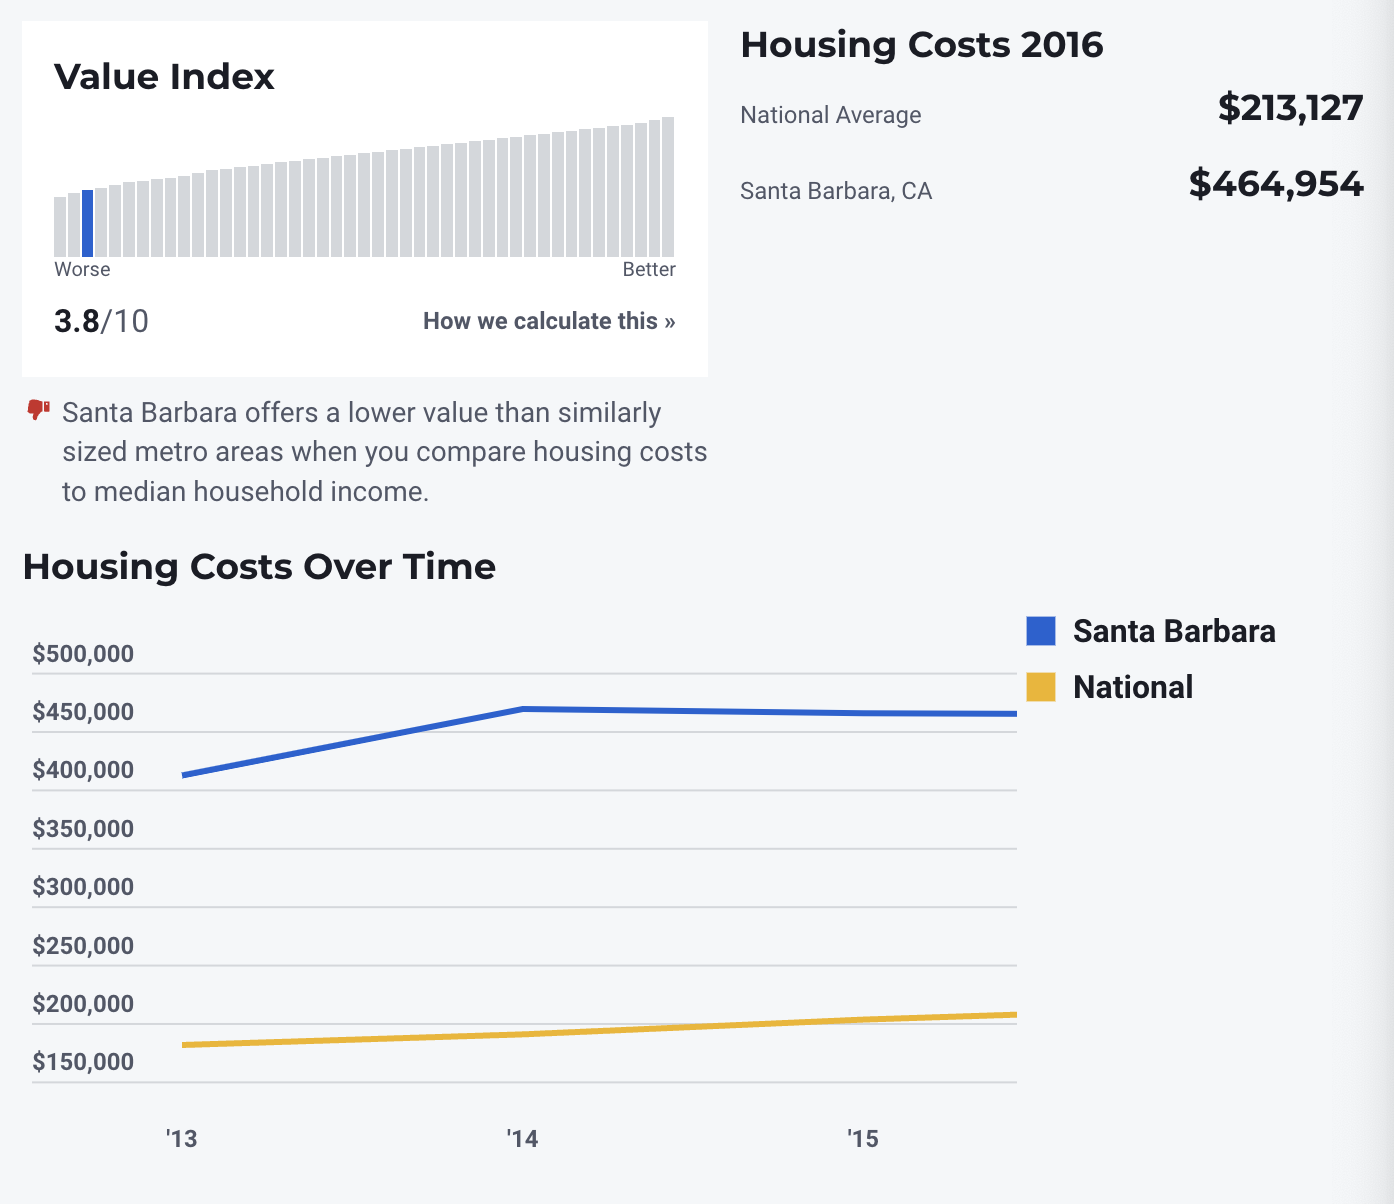 Value Index
Worse
Better
3.8/10
How we calculate this »
Santa Barbara offers a lower value than similarly
sized metro areas when you compare housing costs
to median household income.
Housing Costs 2016
National Average
$213,127
Santa Barbara, CA
$464,954
Housing Costs Over Time
Santa Barbara
National
$500,000
$450,000
$400,000
$350,000
$300,000
$250,000
$200,000
$150,000
'13
'14
'15